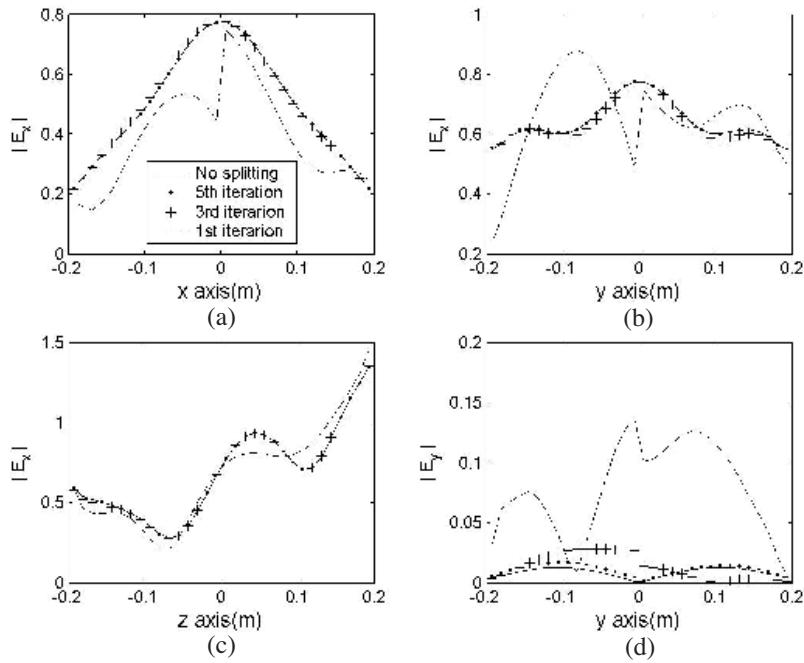 0.8
0.6
0.4
0.2
0
| E_x |
No splitting
5th iteration
3rd iterarion
1st iterarion
-0.2 -0.1 0 0.1 0.2
x axis(m)
(a)
1
0.8
0.6
0.4
0.2
| E_x |
-0.2 -0.1 0 0.1 0.2
y axis(m)
(b)
1.5
1
0.5
0
| E_x |
-0.2 -0.1 0 0.1 0.2
z axis(m)
(c)
0.2
0.15
0.1
0.05
0
| E_y |
-0.2 -0.1 0 0.1 0.2
y axis(m)
(d)